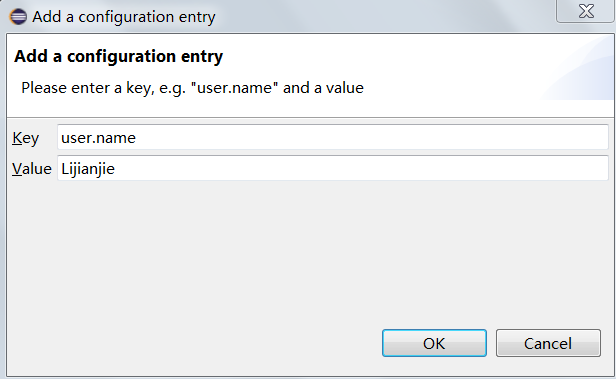 Add a configuration entry
Add a configuration entry
Please enter a key, e.g. "user.name" and a value
Key user.name
Value Lijianjie
OK Cancel